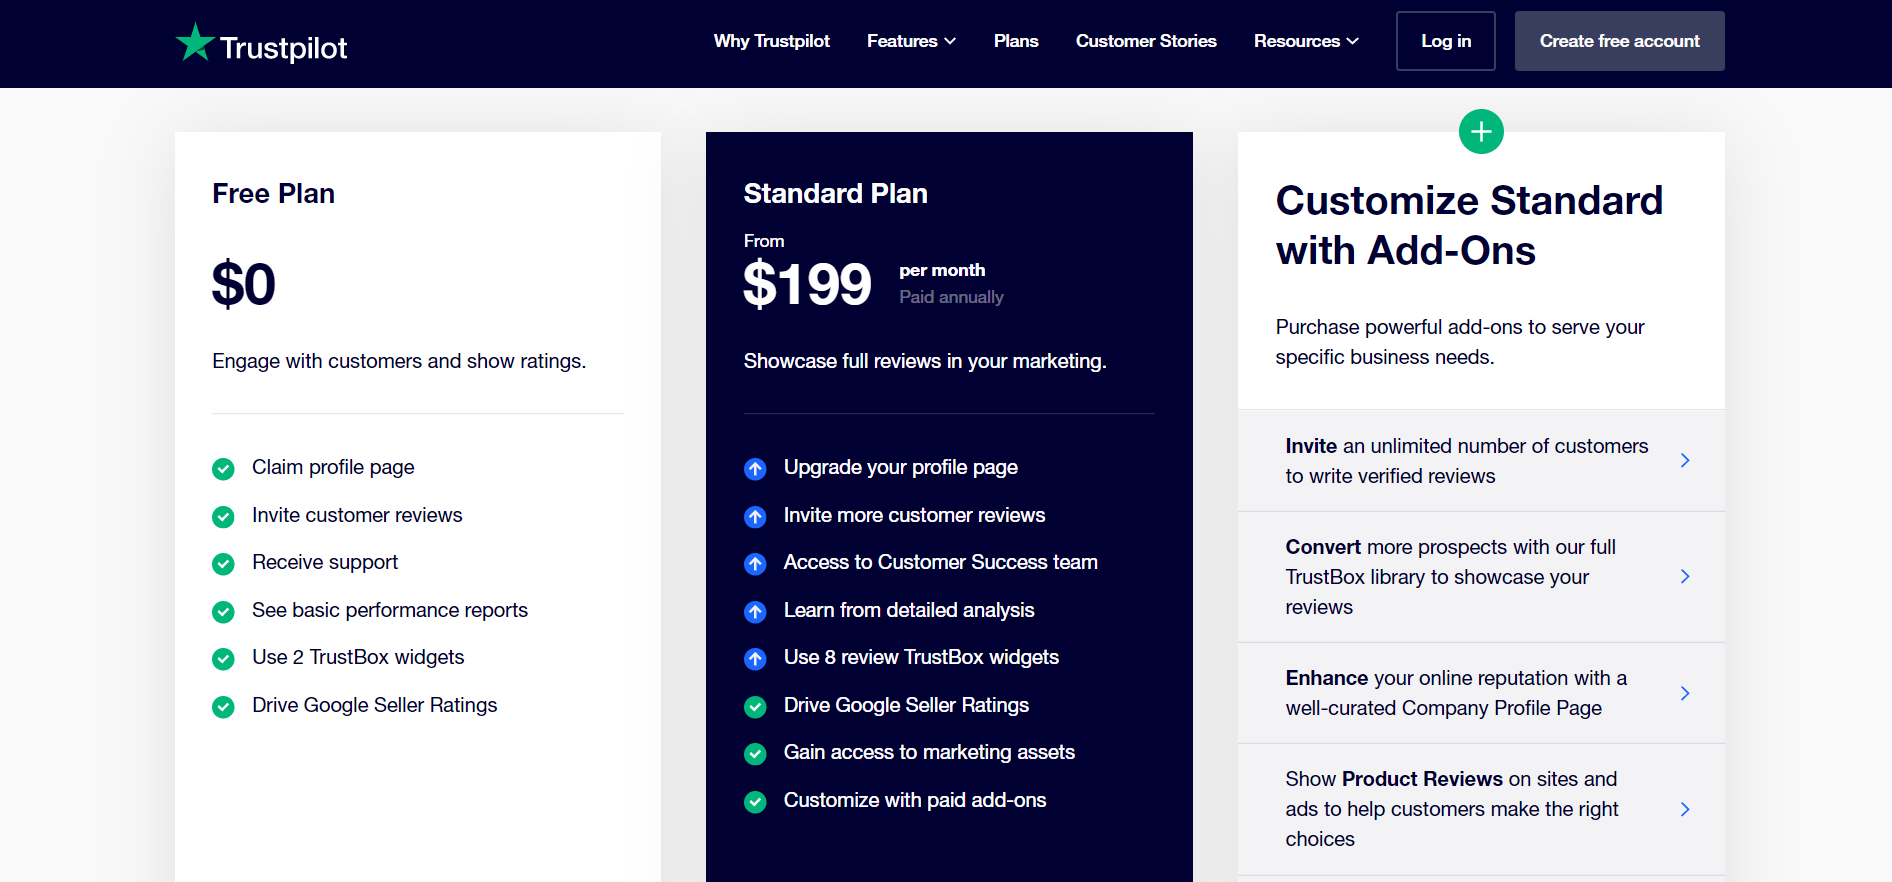 Trustpilot
Why Trustpilot
Features
Plans
Customer Stories
Resources
Log in
Create free account
Free Plan
$0
Engage with customers and show ratings.
Claim profile page
Invite customer reviews
Receive support
See basic performance reports
Use 2 TrustBox widgets
Drive Google Seller Ratings
Standard Plan
From
$199
per month
Paid annually
Showcase full reviews in your marketing.
Upgrade your profile page
Invite more customer reviews
Access to Customer Success team
Learn from detailed analysis
Use 8 review TrustBox widgets
Drive Google Seller Ratings
Gain access to marketing assets
Customize with paid add-ons
Customize Standard
with Add-Ons
Purchase powerful add-ons to serve your
specific business needs.
Invite an unlimited number of customers
to write verified reviews
Convert more prospects with our full
TrustBox library to showcase your
reviews
Enhance your online reputation with a
well-curated Company Profile Page
Show Product Reviews on sites and
ads to help customers make the right
choices